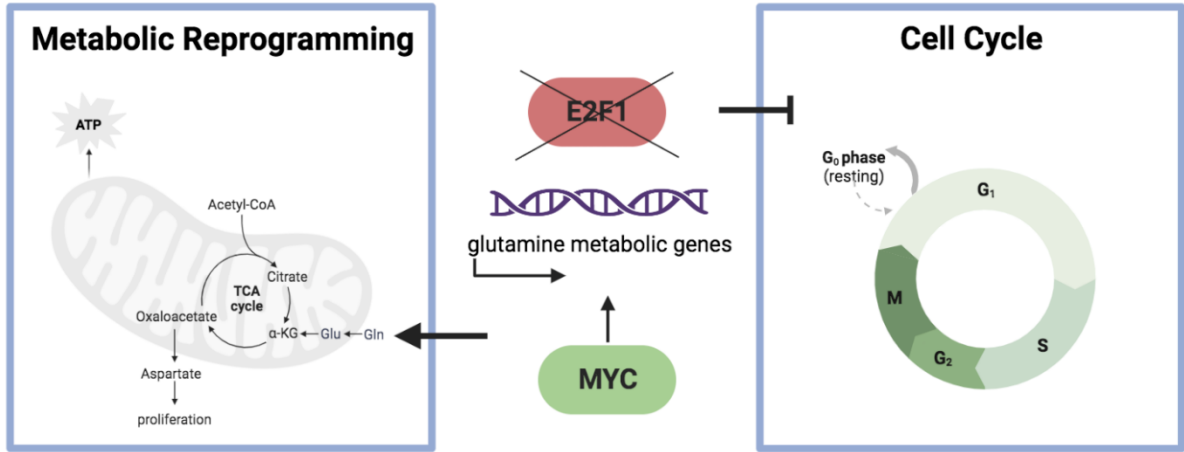 Metabolic Reprogramming
ATP
Acetyl-CoA
Citrate
TCA
cycle
Oxaloacetate
α-KG
Glu
Gln
Aspartate
proliferation
E2F1
glutamine metabolic genes
MYC
Cell Cycle
G₀ phase
(resting)
G₁
S
G₂
M